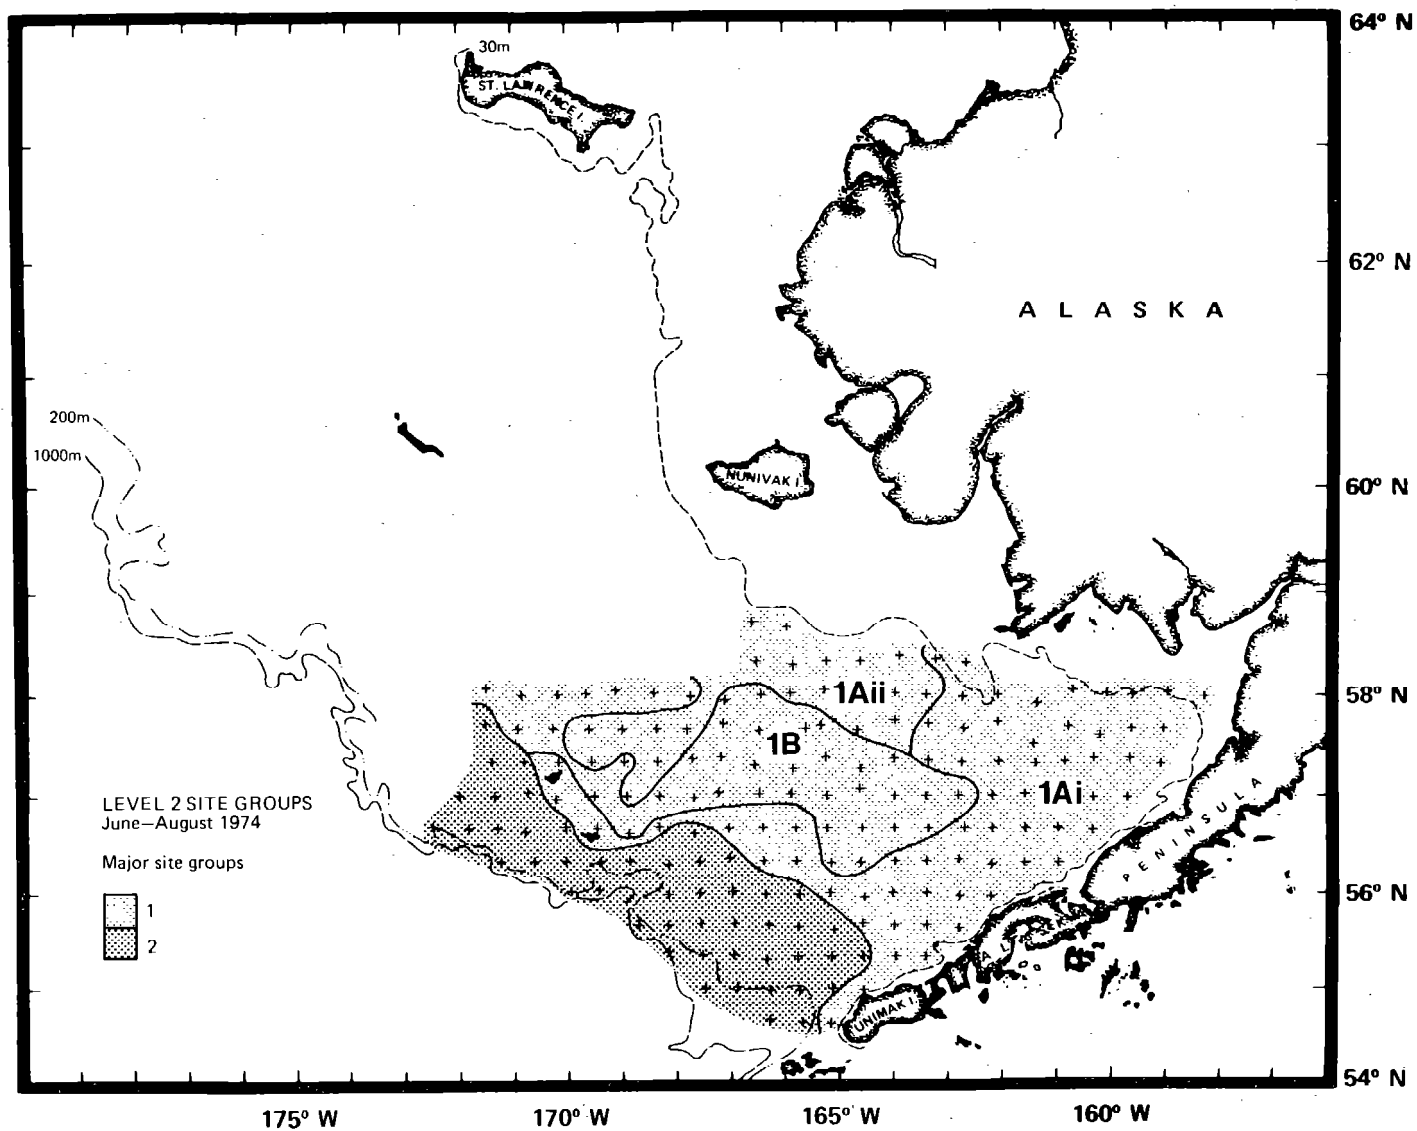 64° N
30m
ST. LAWRENCE I.
62° N
A L A S K A
200m
1000m
NUNIVAK I.
60° N
1Aii
58° N
1B
1Ai
LEVEL 2 SITE GROUPS
June—August 1974
Major site groups
1
2
56° N
ALASKA PENINSULA
UNIMAK I.
54° N
175° W
170° W
165° W
160° W